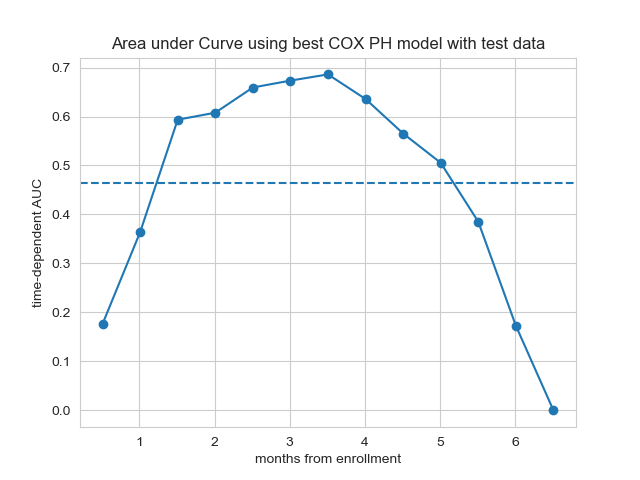 Area under Curve using best COX PH model with test data
time-dependent AUC
0.7
0.6
0.5
0.4
0.3
0.2
0.1
0.0
1 2 3 4 5 6
months from enrollment